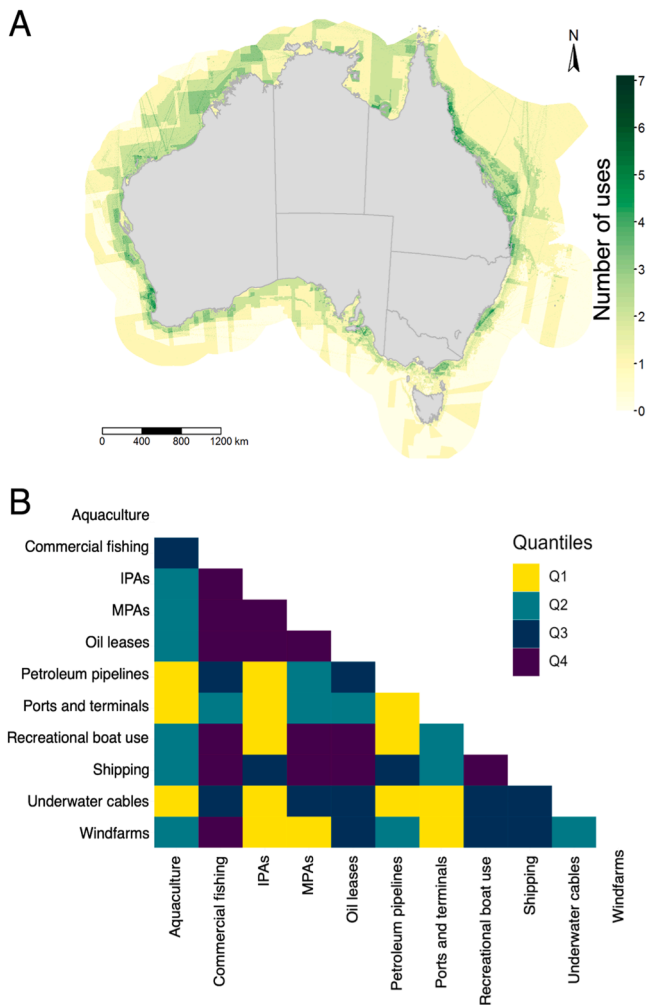 A
N
7
6
5
4
3
2
1
0
Number of uses
0 400 800 1200 km
B
Aquaculture
Commercial fishing
IPAs
MPAs
Oil leases
Petroleum pipelines
Ports and terminals
Recreational boat use
Shipping
Underwater cables
Windfarms
Quantiles
Q1
Q2
Q3
Q4
Aquaculture
Commercial fishing
IPAs
MPAs
Oil leases
Petroleum pipelines
Ports and terminals
Recreational boat use
Shipping
Underwater cables
Windfarms